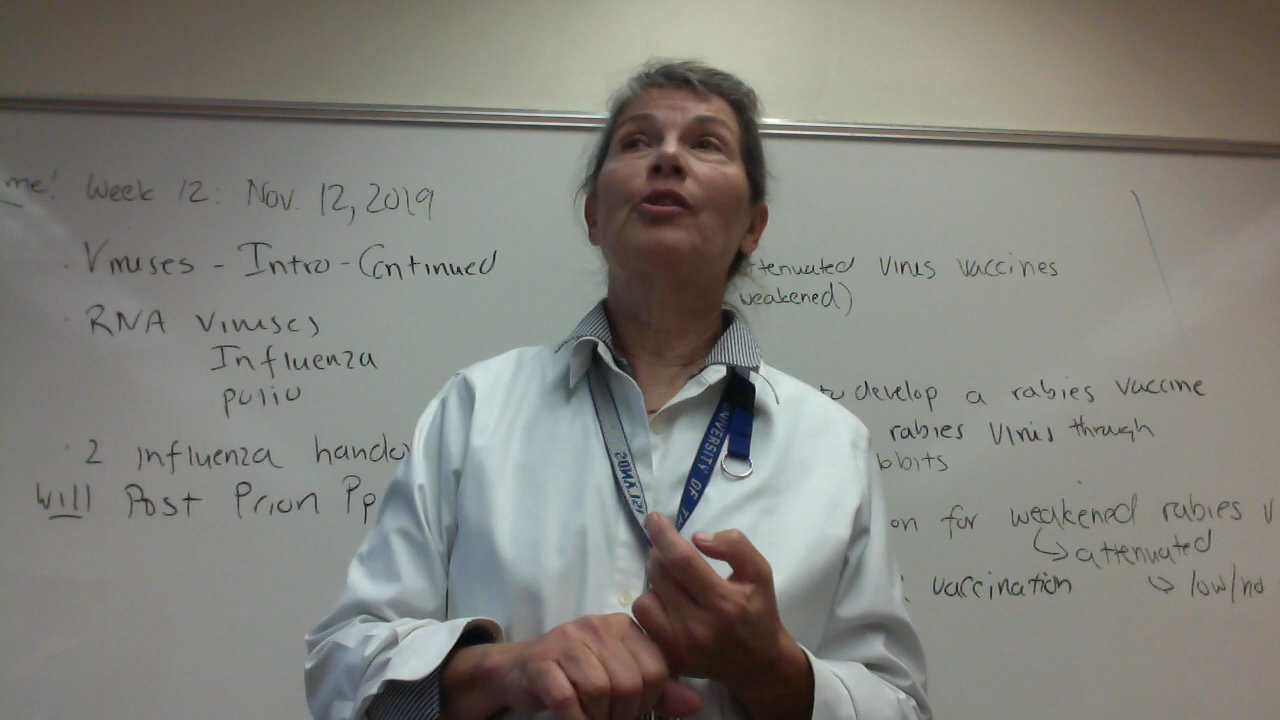 me! Week 12: Nov. 12, 2019
· Viruses - Intro - Continued
· RNA Viruses
Influenza
polio
· 2 influenza hando
will Post Prion Pp
ttenuated virus vaccines
weakened)
to develop a rabies vaccine
rabies virus through
bbits
on for weakened rabies v
↳ attenuated
vaccination ↳ low/no
UNIVERSITY OF
ISLANDS